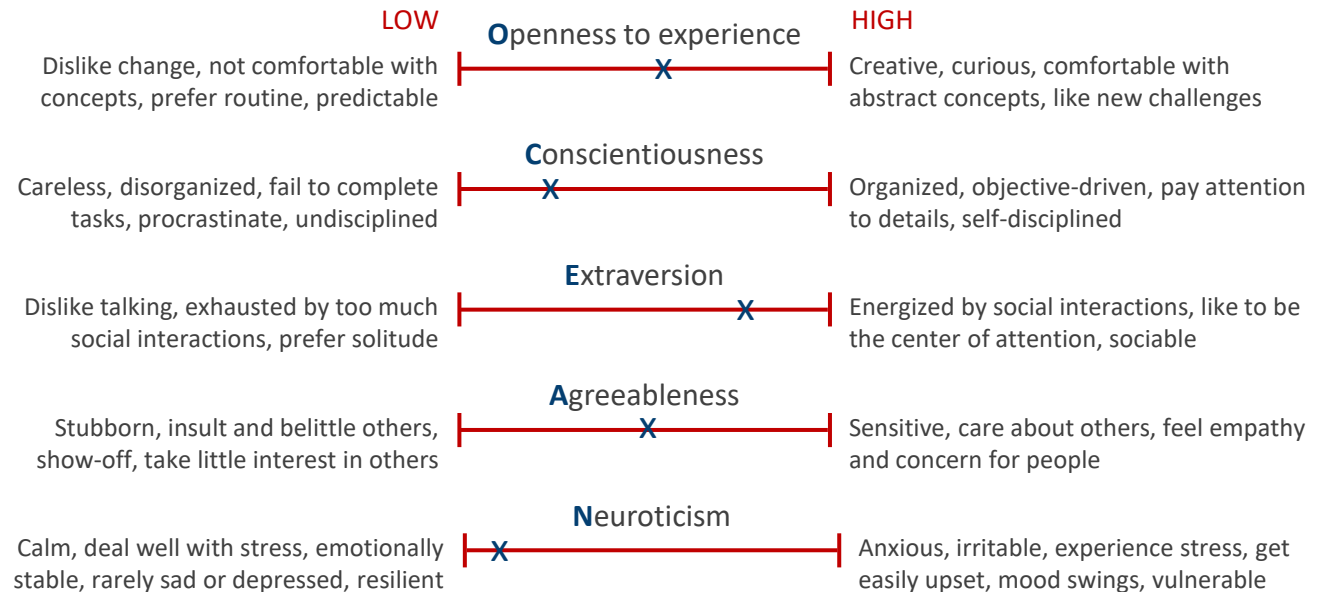 LOW
HIGH
Openness to experience
Dislike change, not comfortable with
concepts, prefer routine, predictable
X
Creative, curious, comfortable with
abstract concepts, like new challenges
Conscientiousness
Careless, disorganized, fail to complete
tasks, procrastinate, undisciplined
X
Organized, objective-driven, pay attention
to details, self-disciplined
Extraversion
Dislike talking, exhausted by too much
social interactions, prefer solitude
X
Energized by social interactions, like to be
the center of attention, sociable
Agreeableness
Stubborn, insult and belittle others,
show-off, take little interest in others
X
Sensitive, care about others, feel empathy
and concern for people
Neuroticism
Calm, deal well with stress, emotionally
stable, rarely sad or depressed, resilient
X
Anxious, irritable, experience stress, get
easily upset, mood swings, vulnerable